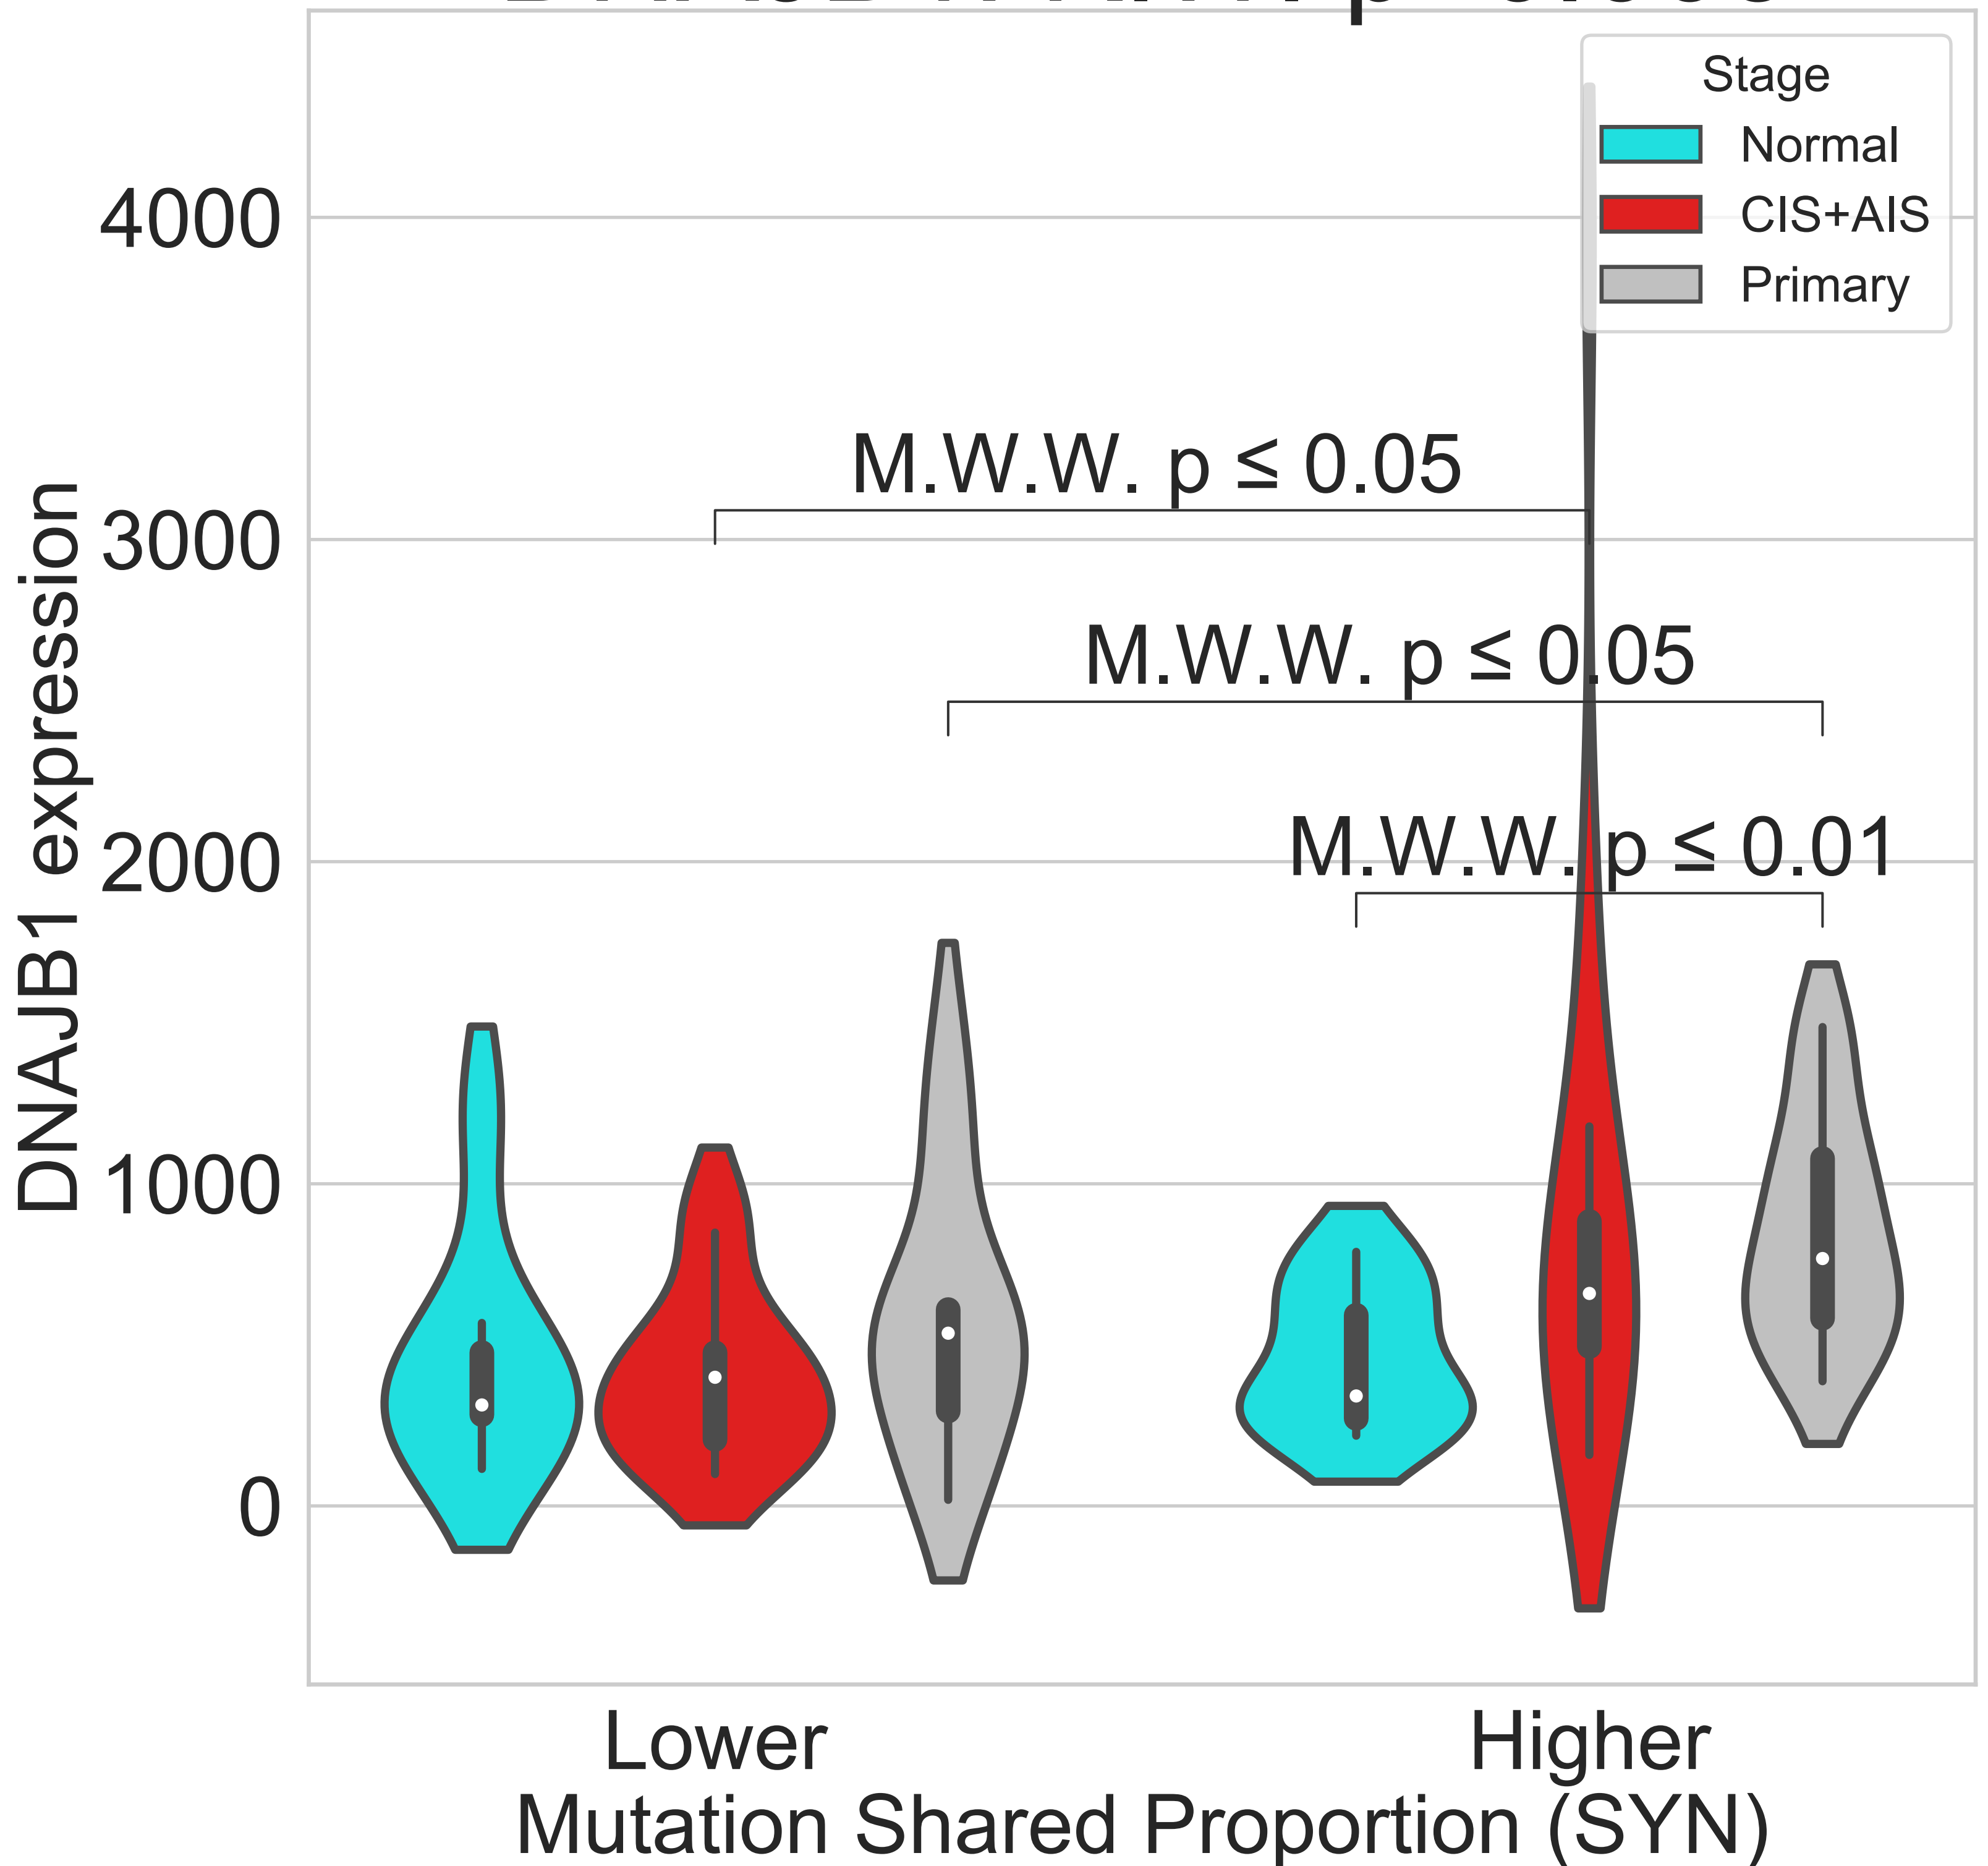 Stage
Normal
CIS+AIS
Primary
4000
3000
2000
1000
0
DNAJB1 expression
M.W.W. p ≤ 0.05
M.W.W. p ≤ 0.05
M.W.W. p ≤ 0.01
Lower
Higher
Mutation Shared Proportion (SYN)